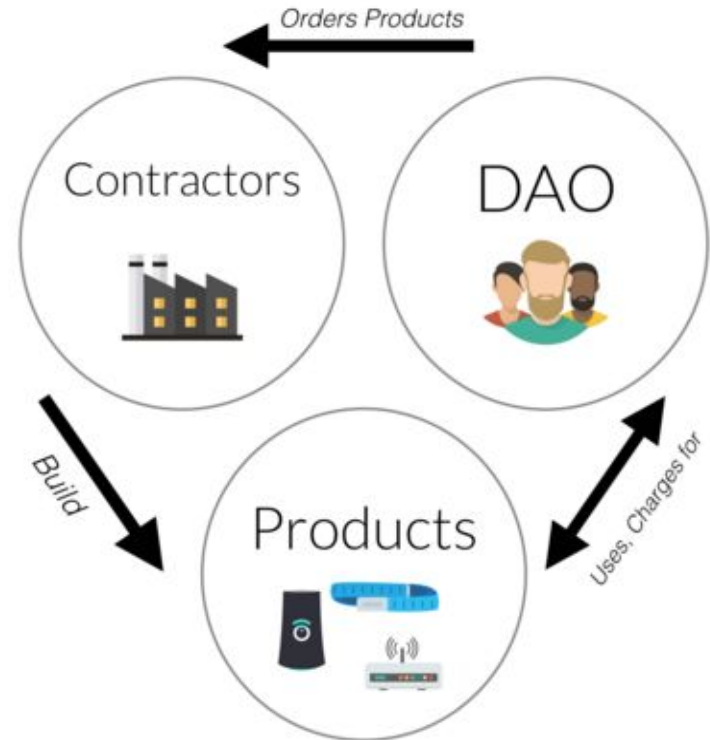 Orders Products
Contractors
DAO
Build
Products
Uses, Charges for